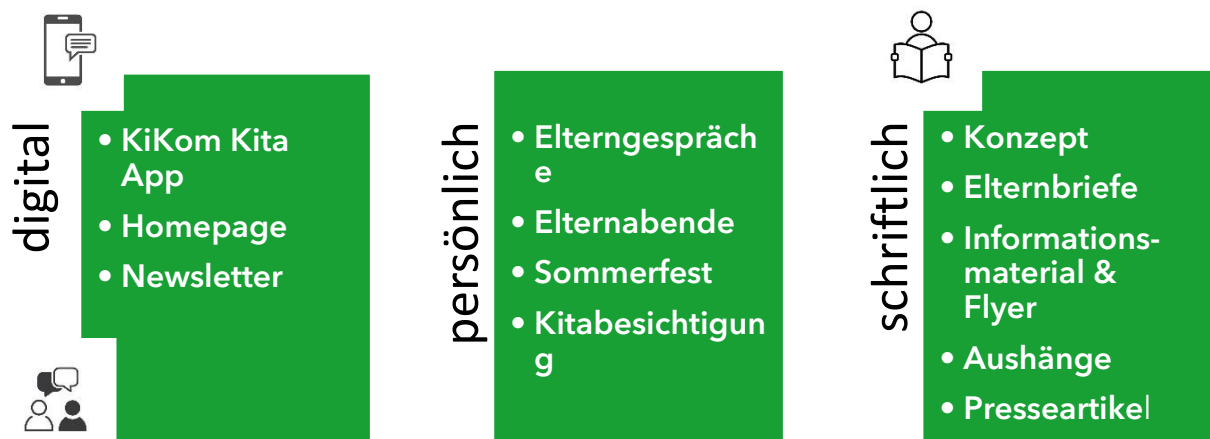 digital
• KiKom Kita
App
• Homepage
• Newsletter
persönlich
• Elterngespräch
e
• Elternabende
• Sommerfest
• Kitabesichtigun
g
schriftlich
• Konzept
• Elternbriefe
• Informations-
material &
Flyer
• Aushänge
• Presseartikel